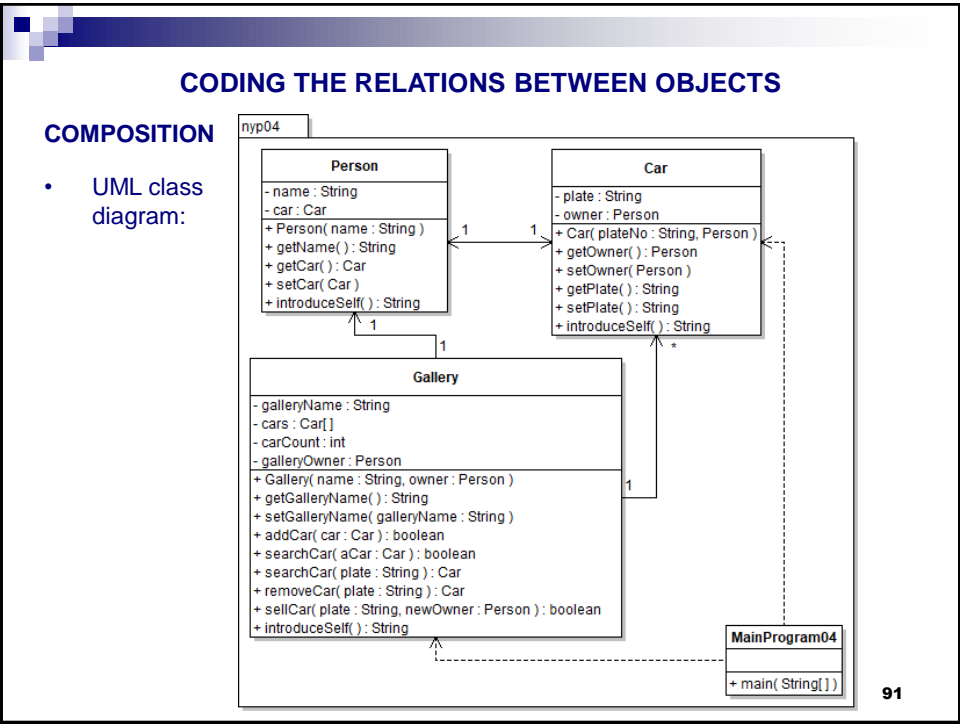 CODING THE RELATIONS BETWEEN OBJECTS
COMPOSITION
• UML class
diagram:
nyp04
Person
- name : String
- car : Car
+ Person( name : String )
+ getName( ) : String
+ getCar( ) : Car
+ setCar( Car )
+ introduceSelf( ) : String
1
1
Car
- plate : String
- owner : Person
+ Car( plateNo : String, Person )
+ getOwner( ) : Person
+ setOwner( Person )
+ getPlate( ) : String
+ setPlate( ) : String
+ introduceSelf( ) : String
1
1
*
Gallery
- galleryName : String
- cars : Car[ ]
- carCount : int
- galleryOwner : Person
+ Gallery( name : String, owner : Person )
+ getGalleryName( ) : String
+ setGalleryName( galleryName : String )
+ addCar( car : Car ) : boolean
+ searchCar( aCar : Car ) : boolean
+ searchCar( plate : String ) : Car
+ removeCar( plate : String ) : Car
+ sellCar( plate : String, newOwner : Person ) : boolean
+ introduceSelf( ) : String
1
MainProgram04
+ main( String[ ] )
91